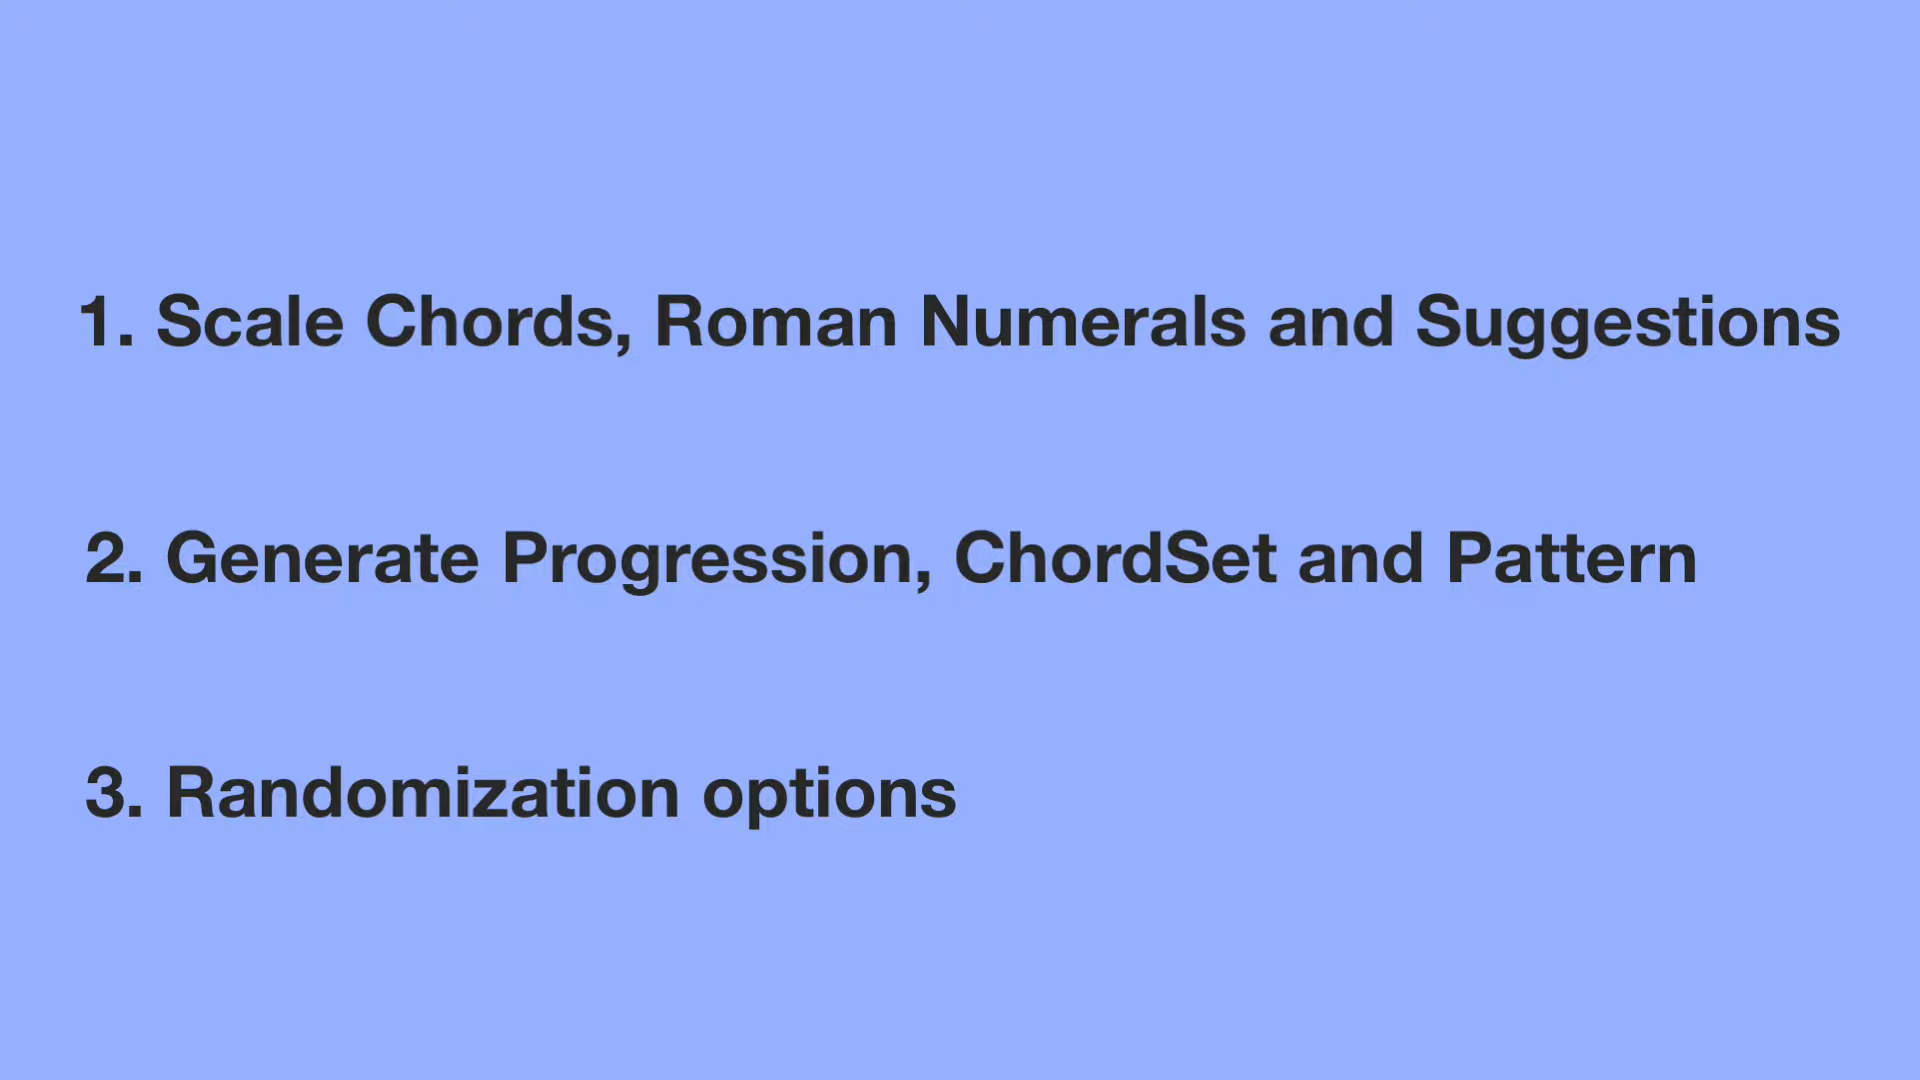 1. Scale Chords, Roman Numerals and Suggestions
2. Generate Progression, ChordSet and Pattern
3. Randomization options